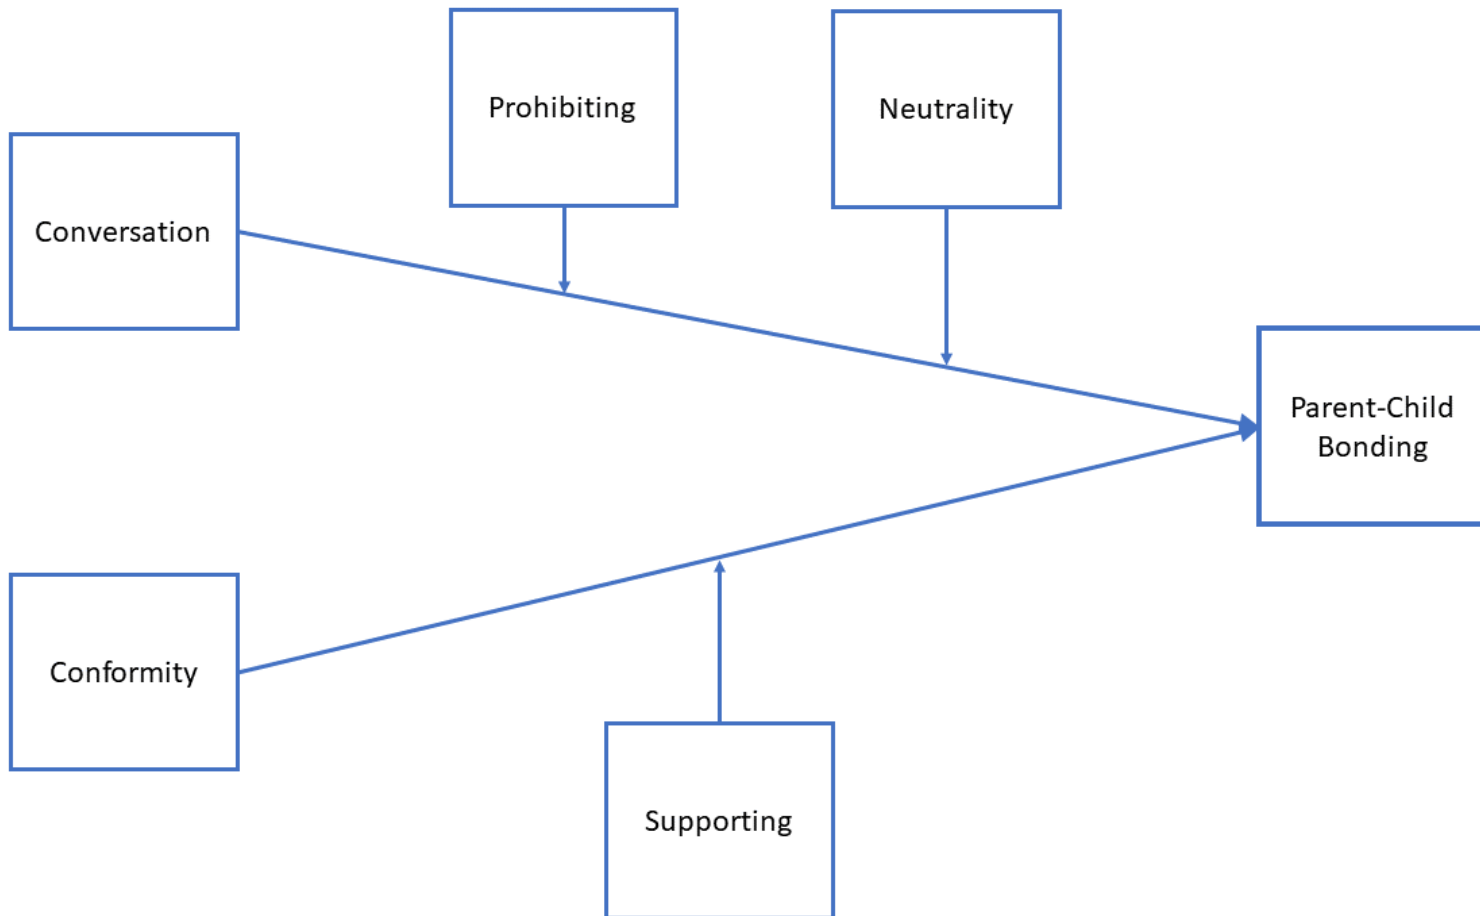 Prohibiting
Neutrality
Conversation
Parent-Child
Bonding
Conformity
Supporting